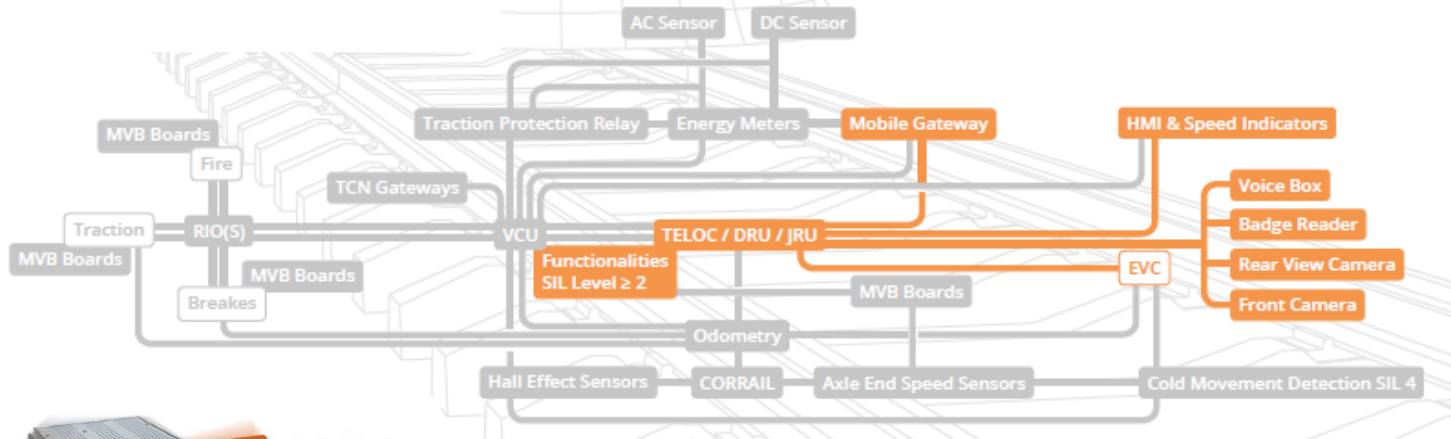 AC Sensor
DC Sensor
Traction Protection Relay
Energy Meters
Mobile Gateway
HMI & Speed Indicators
MVB Boards
Fire
TCN Gateways
Voice Box
Traction
RIO(S)
VCU
TELOC / DRU / JRU
Badge Reader
MVB Boards
MVB Boards
Functionalities
SIL Level ≥ 2
EVC
Rear View Camera
Breakes
MVB Boards
Front Camera
Odometry
Hall Effect Sensors
CORRAIL
Axle End Speed Sensors
Cold Movement Detection SIL 4